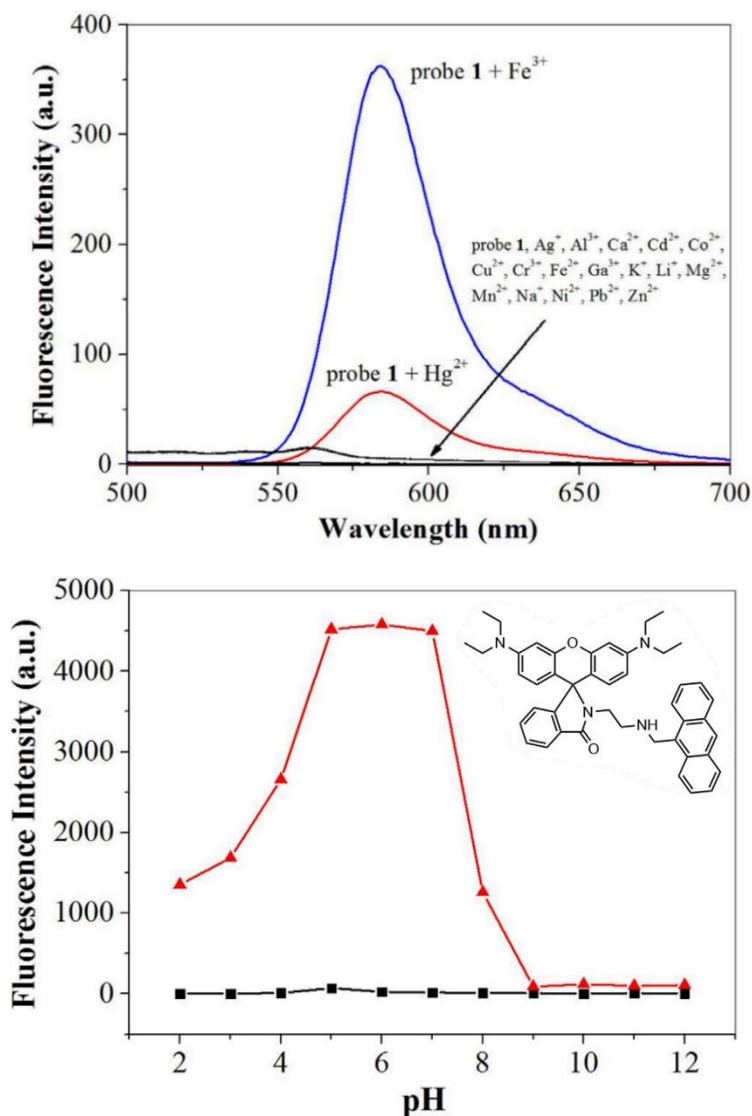 400
300
200
100
0
Fluorescence Intensity (a.u.)
probe 1 + Fe³⁺
probe 1, Ag⁺, Al³⁺, Ca²⁺, Cd²⁺, Co²⁺,
Cu²⁺, Cr³⁺, Fe²⁺, Ga³⁺, K⁺, Li⁺, Mg²⁺,
Mn²⁺, Na⁺, Ni²⁺, Pb²⁺, Zn²⁺
probe 1 + Hg²⁺
500 550 600 650 700
Wavelength (nm)
5000
4000
3000
2000
1000
0
Fluorescence Intensity (a.u.)
N O N
N NH
O
2 4 6 8 10 12
pH